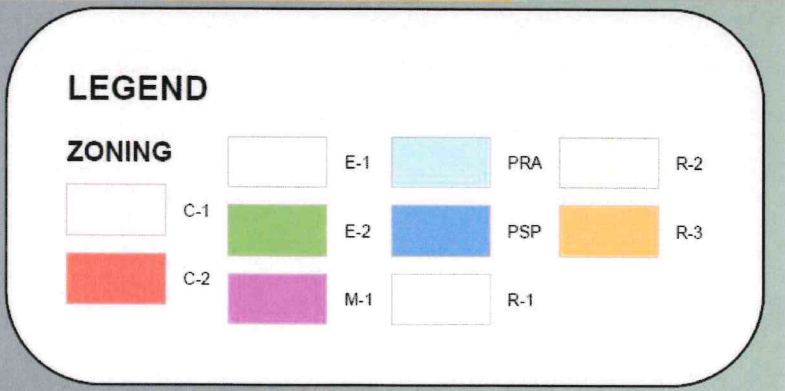 LEGEND
ZONING
C-1
C-2
E-1
E-2
M-1
PRA
PSP
R-1
R-2
R-3